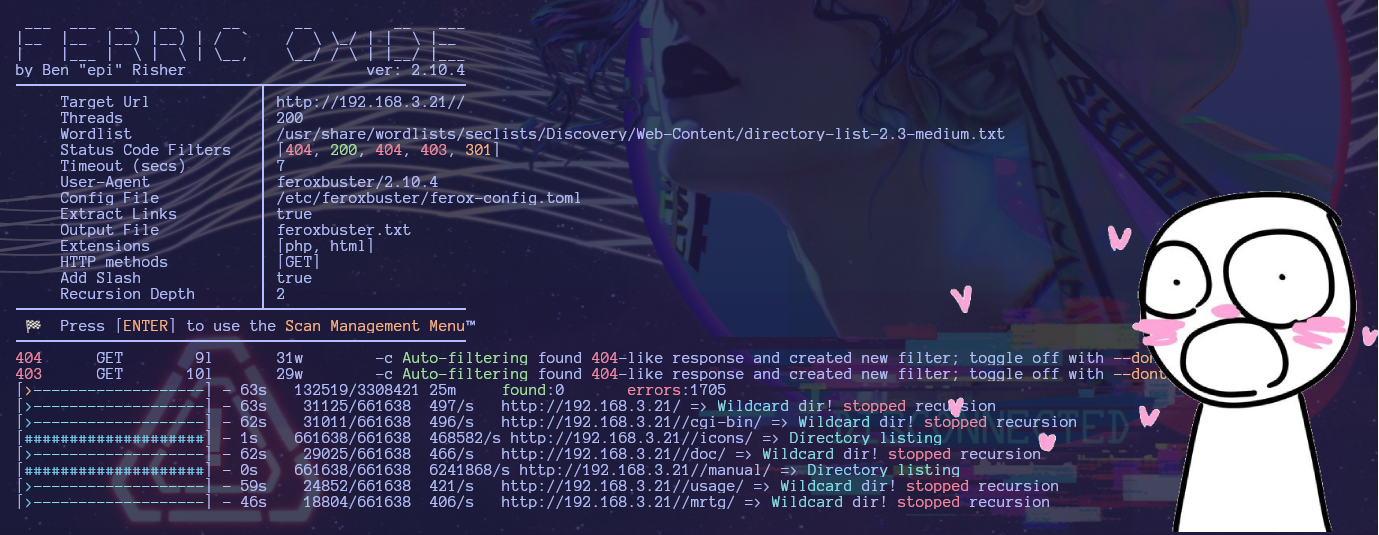 FERRIC OXIDE
by Ben "epi" Risher ver: 2.10.4
Target Url http://192.168.3.21//
Threads 200
Wordlist /usr/share/wordlists/seclists/Discovery/Web-Content/directory-list-2.3-medium.txt
Status Code Filters [404, 200, 404, 403, 301]
Timeout (secs) 7
User-Agent feroxbuster/2.10.4
Config File /etc/feroxbuster/ferox-config.toml
Extract Links true
Output File feroxbuster.txt
Extensions [php, html]
HTTP methods [GET]
Add Slash true
Recursion Depth 2
Press [ENTER] to use the Scan Management Menu™
404 GET 9l 31w -c Auto-filtering found 404-like response and created new filter; toggle off with --don
403 GET 10l 29w -c Auto-filtering found 404-like response and created new filter; toggle off with --dont
[>-------------------] - 63s 132519/3308421 25m found:0 errors:1705
[>-------------------] - 63s 31125/661638 497/s http://192.168.3.21/ => Wildcard dir! stopped recursion
[>-------------------] - 62s 31011/661638 496/s http://192.168.3.21//cgi-bin/ => Wildcard dir! stopped recursion
[####################] - 1s 661638/661638 468582/s http://192.168.3.21//icons/ => Directory listing
[>-------------------] - 62s 29025/661638 466/s http://192.168.3.21//doc/ => Wildcard dir! stopped recursion
[####################] - 0s 661638/661638 6241868/s http://192.168.3.21//manual/ => Directory listing
[>-------------------] - 59s 24852/661638 421/s http://192.168.3.21//usage/ => Wildcard dir! stopped recursion
[>-------------------] - 46s 18804/661638 406/s http://192.168.3.21//mrtg/ => Wildcard dir! stopped recursion